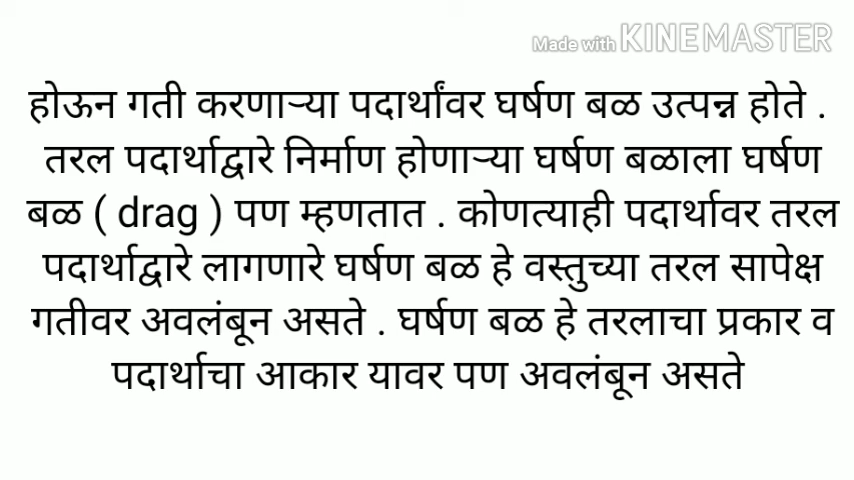 Made with KINEMASTER
होऊन गती करणाऱ्या पदार्थांवर घर्षण बळ उत्पन्न होते .
तरल पदार्थाद्वारे निर्माण होणाऱ्या घर्षण बळाला घर्षण
बळ ( drag ) पण म्हणतात . कोणत्याही पदार्थावर तरल
पदार्थाद्वारे लागणारे घर्षण बळ हे वस्तुच्या तरल सापेक्ष
गतीवर अवलंबून असते . घर्षण बळ हे तरलाचा प्रकार व
पदार्थाचा आकार यावर पण अवलंबून असते